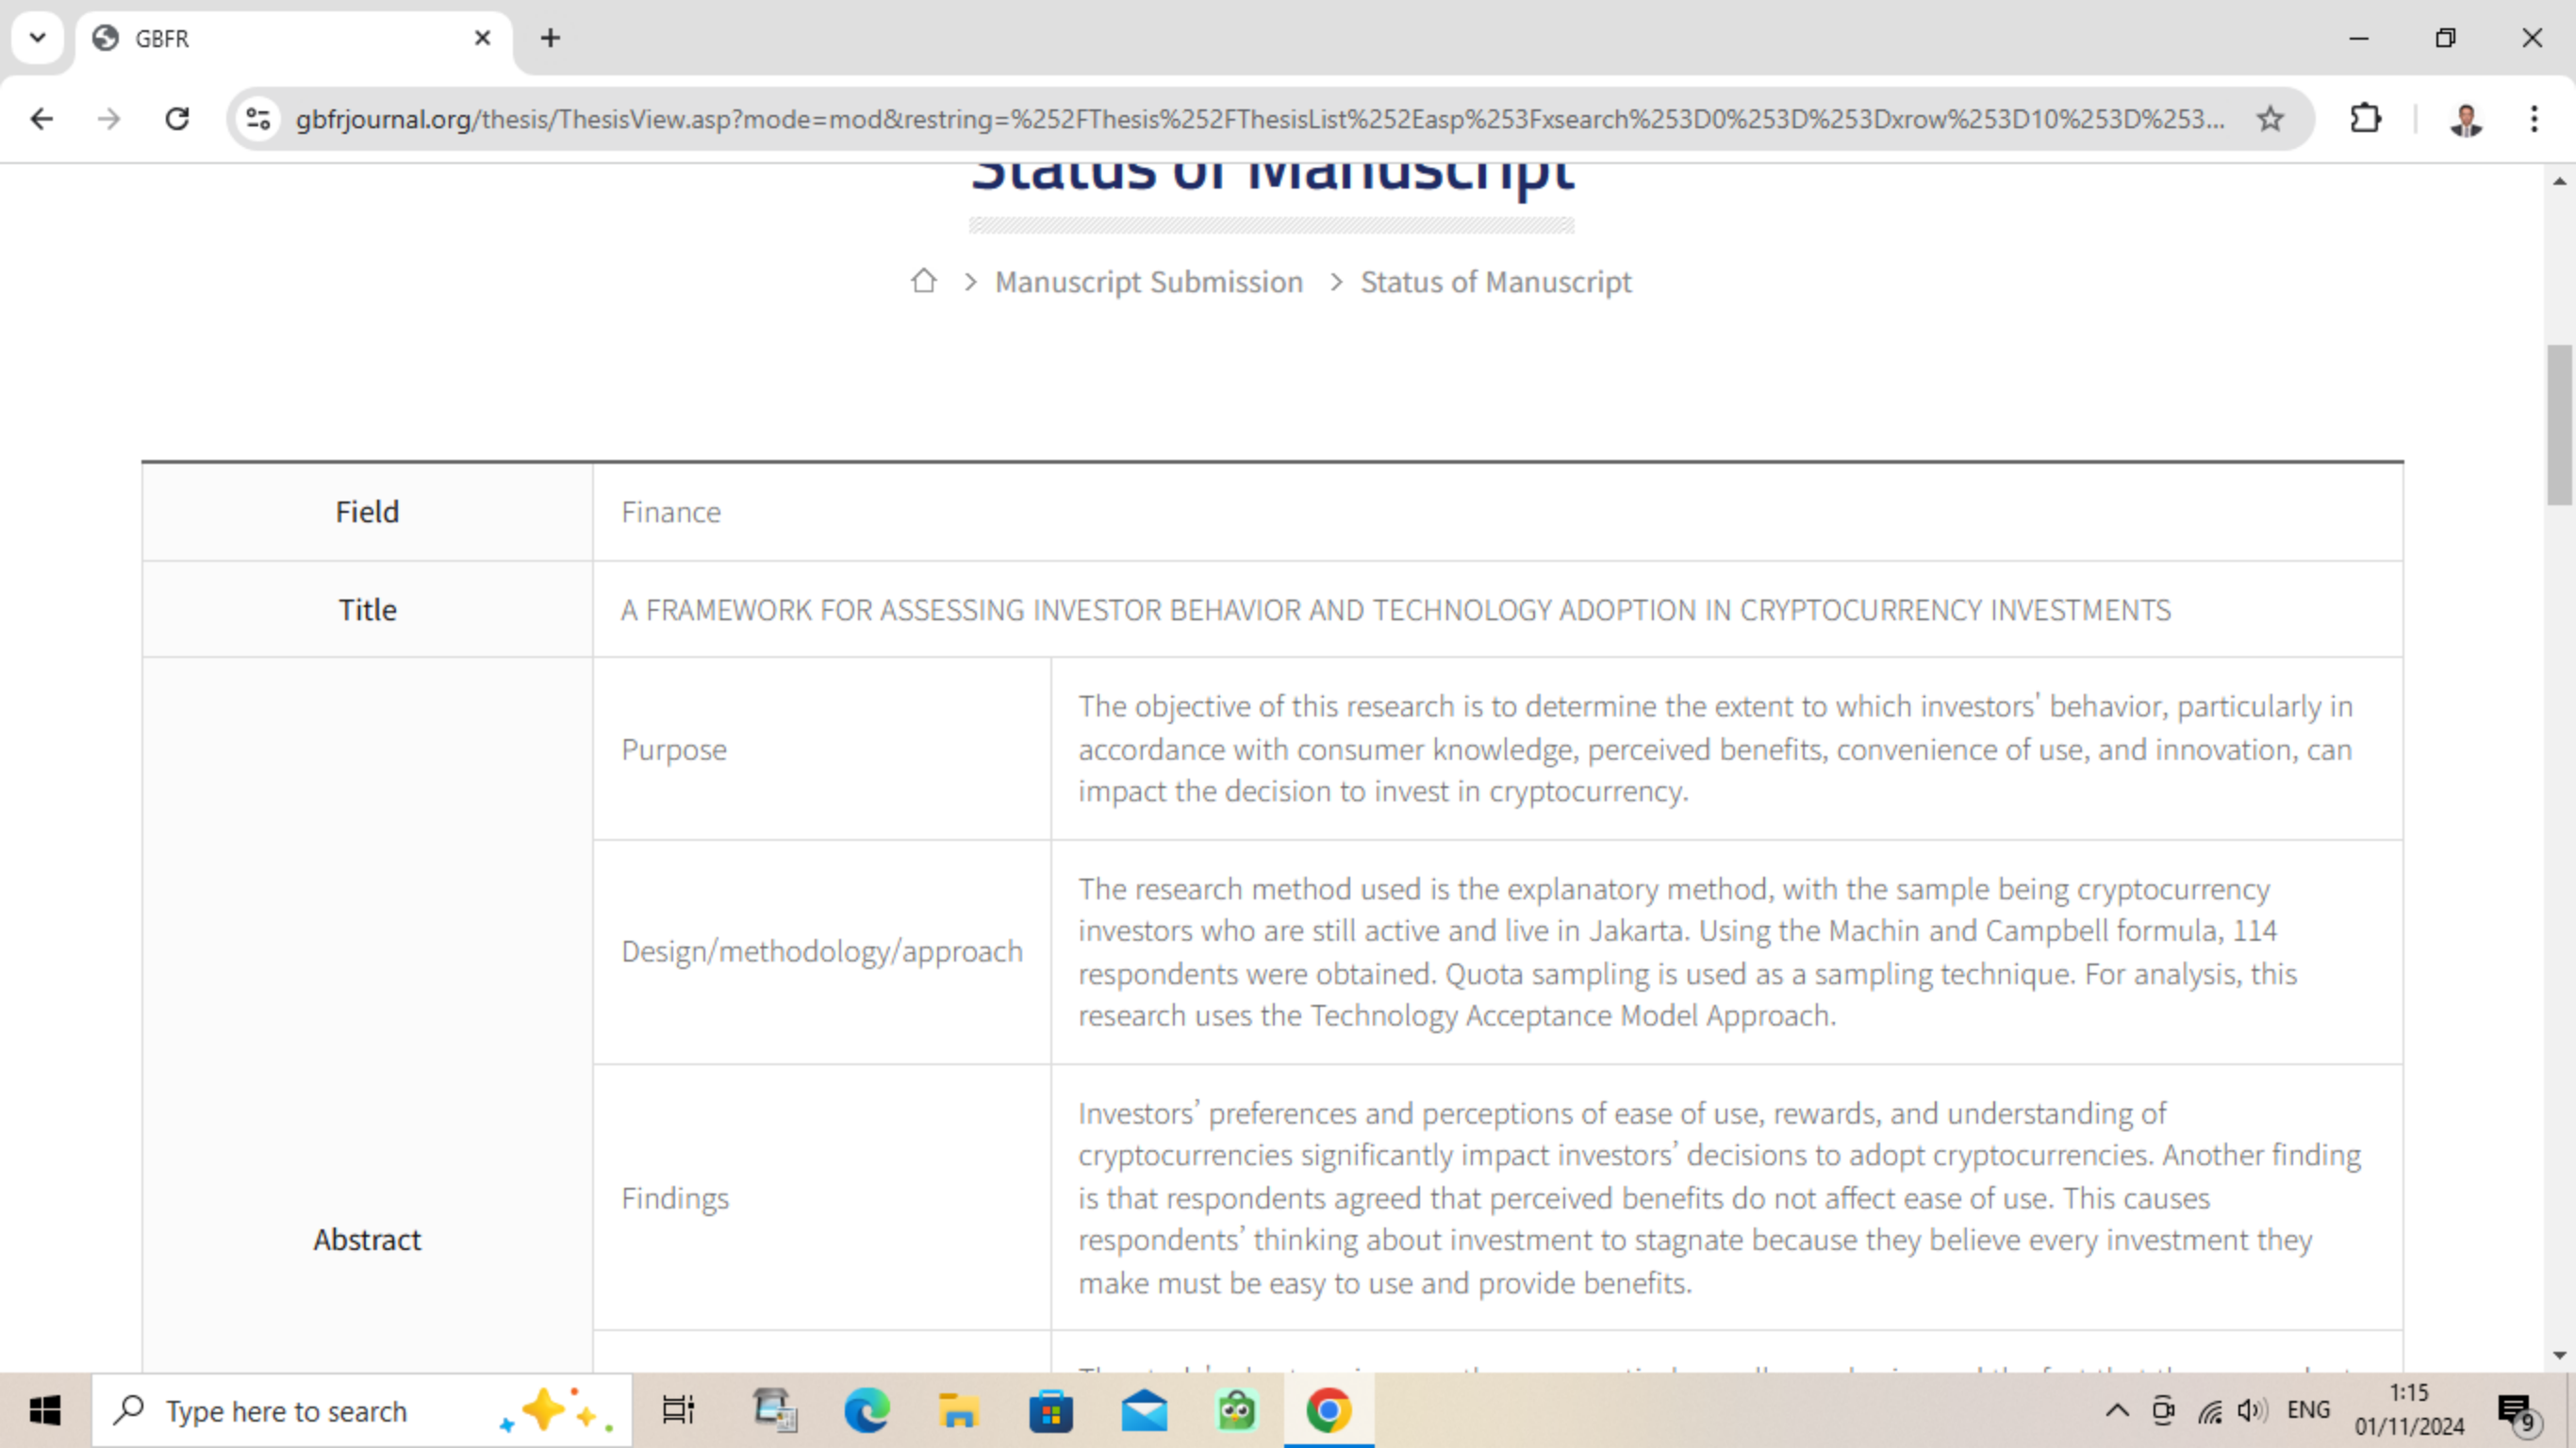 GBFR
gbfrjournal.org/thesis/ThesisView.asp?mode=mod&restring=%252FThesis%252FThesisList%252Easp%253Fxsearch%253D0%253D%253Dxrow%253D10%253D%253...
Status of Manuscript
Manuscript Submission > Status of Manuscript
Field
Finance
Title
A FRAMEWORK FOR ASSESSING INVESTOR BEHAVIOR AND TECHNOLOGY ADOPTION IN CRYPTOCURRENCY INVESTMENTS
Abstract
Purpose
The objective of this research is to determine the extent to which investors' behavior, particularly in
accordance with consumer knowledge, perceived benefits, convenience of use, and innovation, can
impact the decision to invest in cryptocurrency.
Design/methodology/approach
The research method used is the explanatory method, with the sample being cryptocurrency
investors who are still active and live in Jakarta. Using the Machin and Campbell formula, 114
respondents were obtained. Quota sampling is used as a sampling technique. For analysis, this
research uses the Technology Acceptance Model Approach.
Findings
Investors’ preferences and perceptions of ease of use, rewards, and understanding of
cryptocurrencies significantly impact investors’ decisions to adopt cryptocurrencies. Another finding
is that respondents agreed that perceived benefits do not affect ease of use. This causes
respondents’ thinking about investment to stagnate because they believe every investment they
make must be easy to use and provide benefits.
Type here to search
ENG
1:15
01/11/2024
9